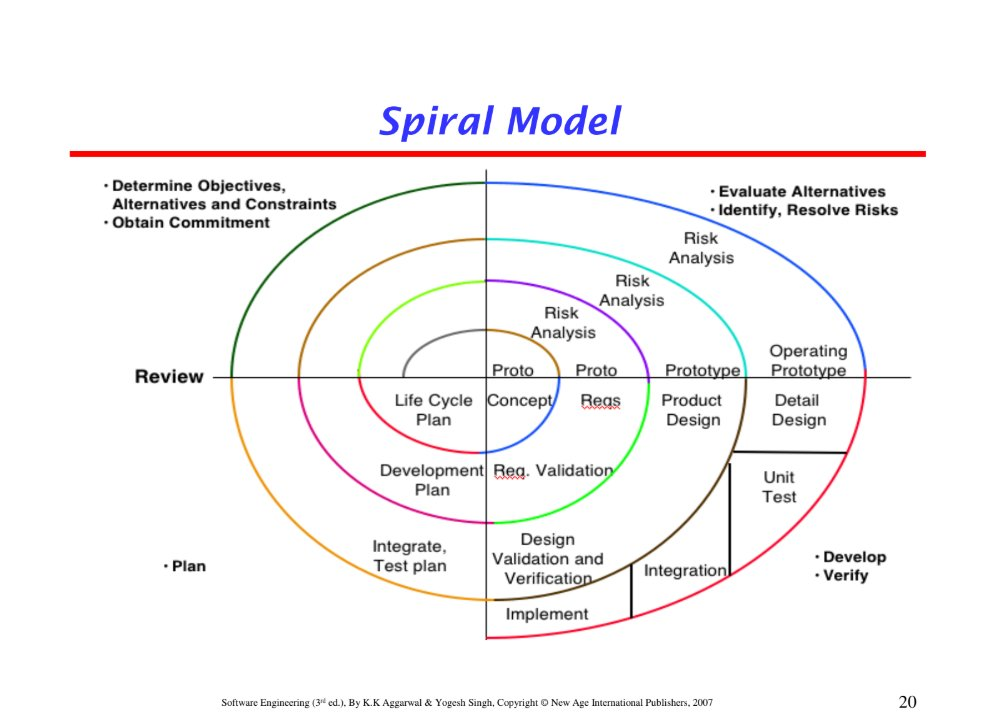 Spiral Model
· Determine Objectives,
Alternatives and Constraints
· Obtain Commitment
· Evaluate Alternatives
· Identify, Resolve Risks
Risk
Analysis
Risk
Analysis
Risk
Analysis
Operating
Prototype
Review
Proto
Proto
Prototype
Life Cycle
Plan
Concept
Reqs
Product
Design
Detail
Design
Development
Plan
Req. Validation
Unit
Test
Integrate,
Test plan
Design
Validation and
Verification
Integration
Implement
· Plan
· Develop
· Verify
Software Engineering (3rd ed.), By K.K Aggarwal & Yogesh Singh, Copyright © New Age International Publishers, 2007
20